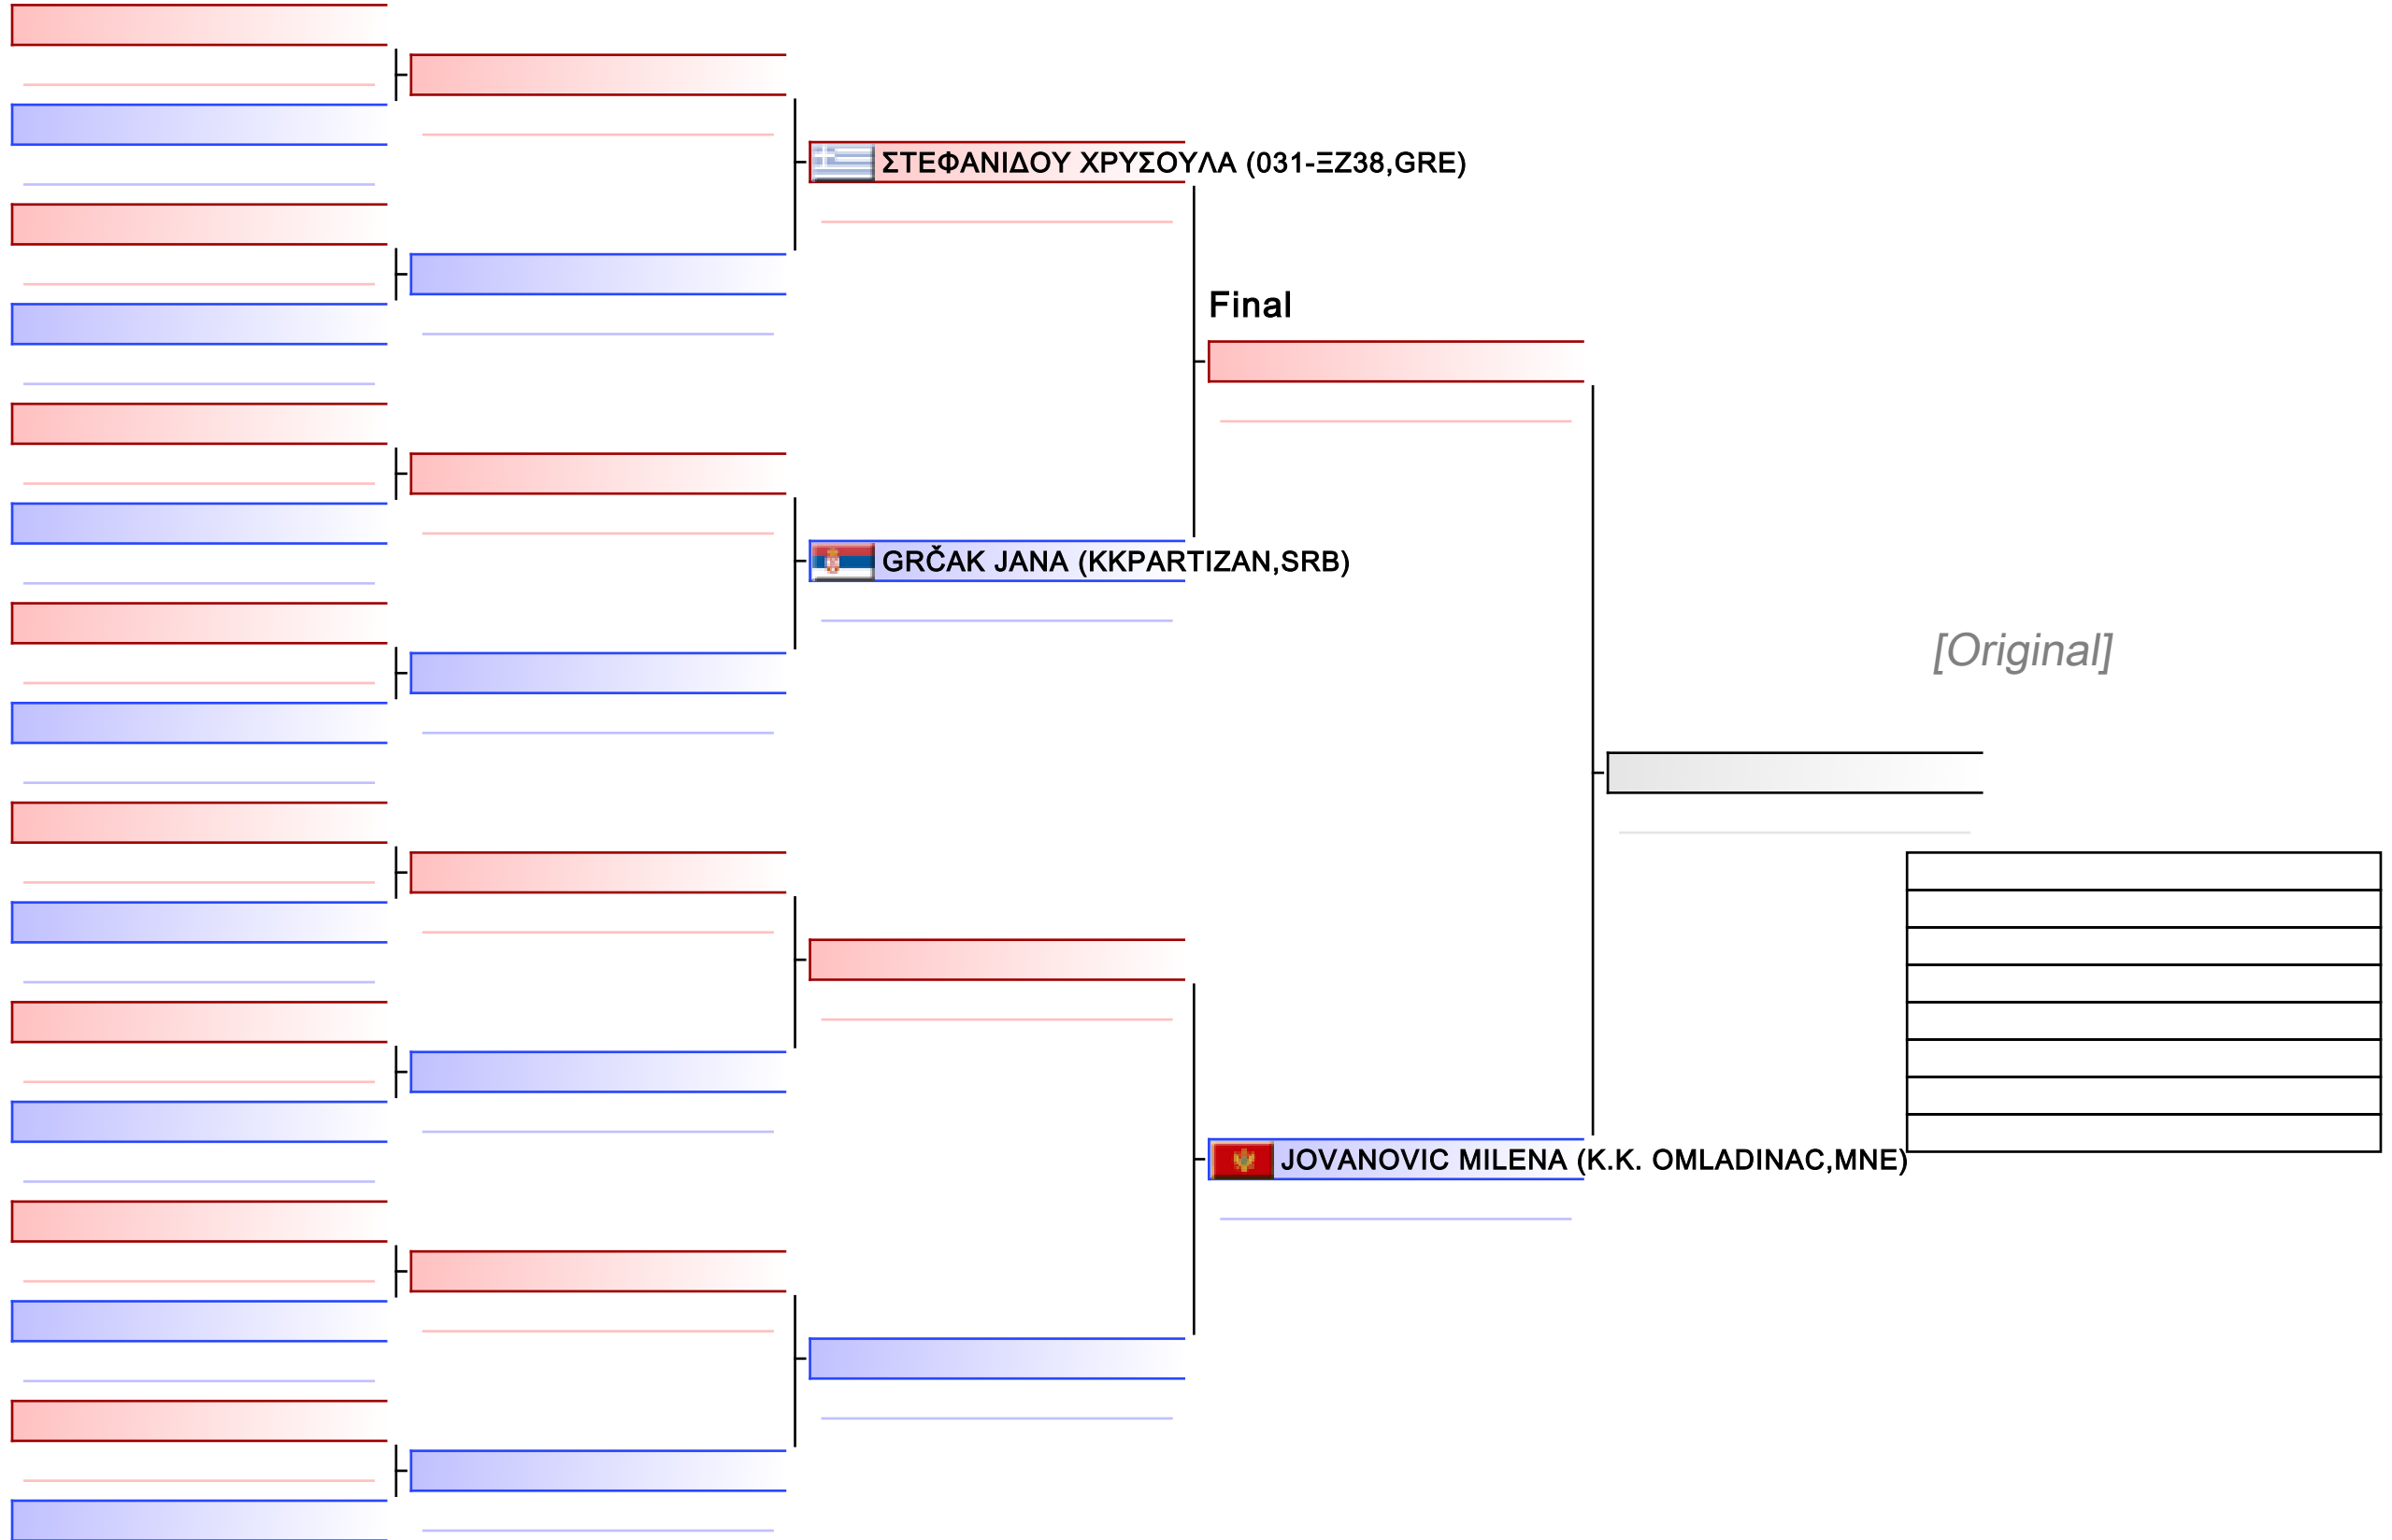 ΣΤΕΦΑΝΙΔΟΥ ΧΡΥΣΟΥΛΑ (031-ΞΖ38,GRE)
Final
GRČAK JANA (KKPARTIZAN,SRB)
[Original]
JOVANOVIC MILENA (K.K. OMLADINAC,MNE)